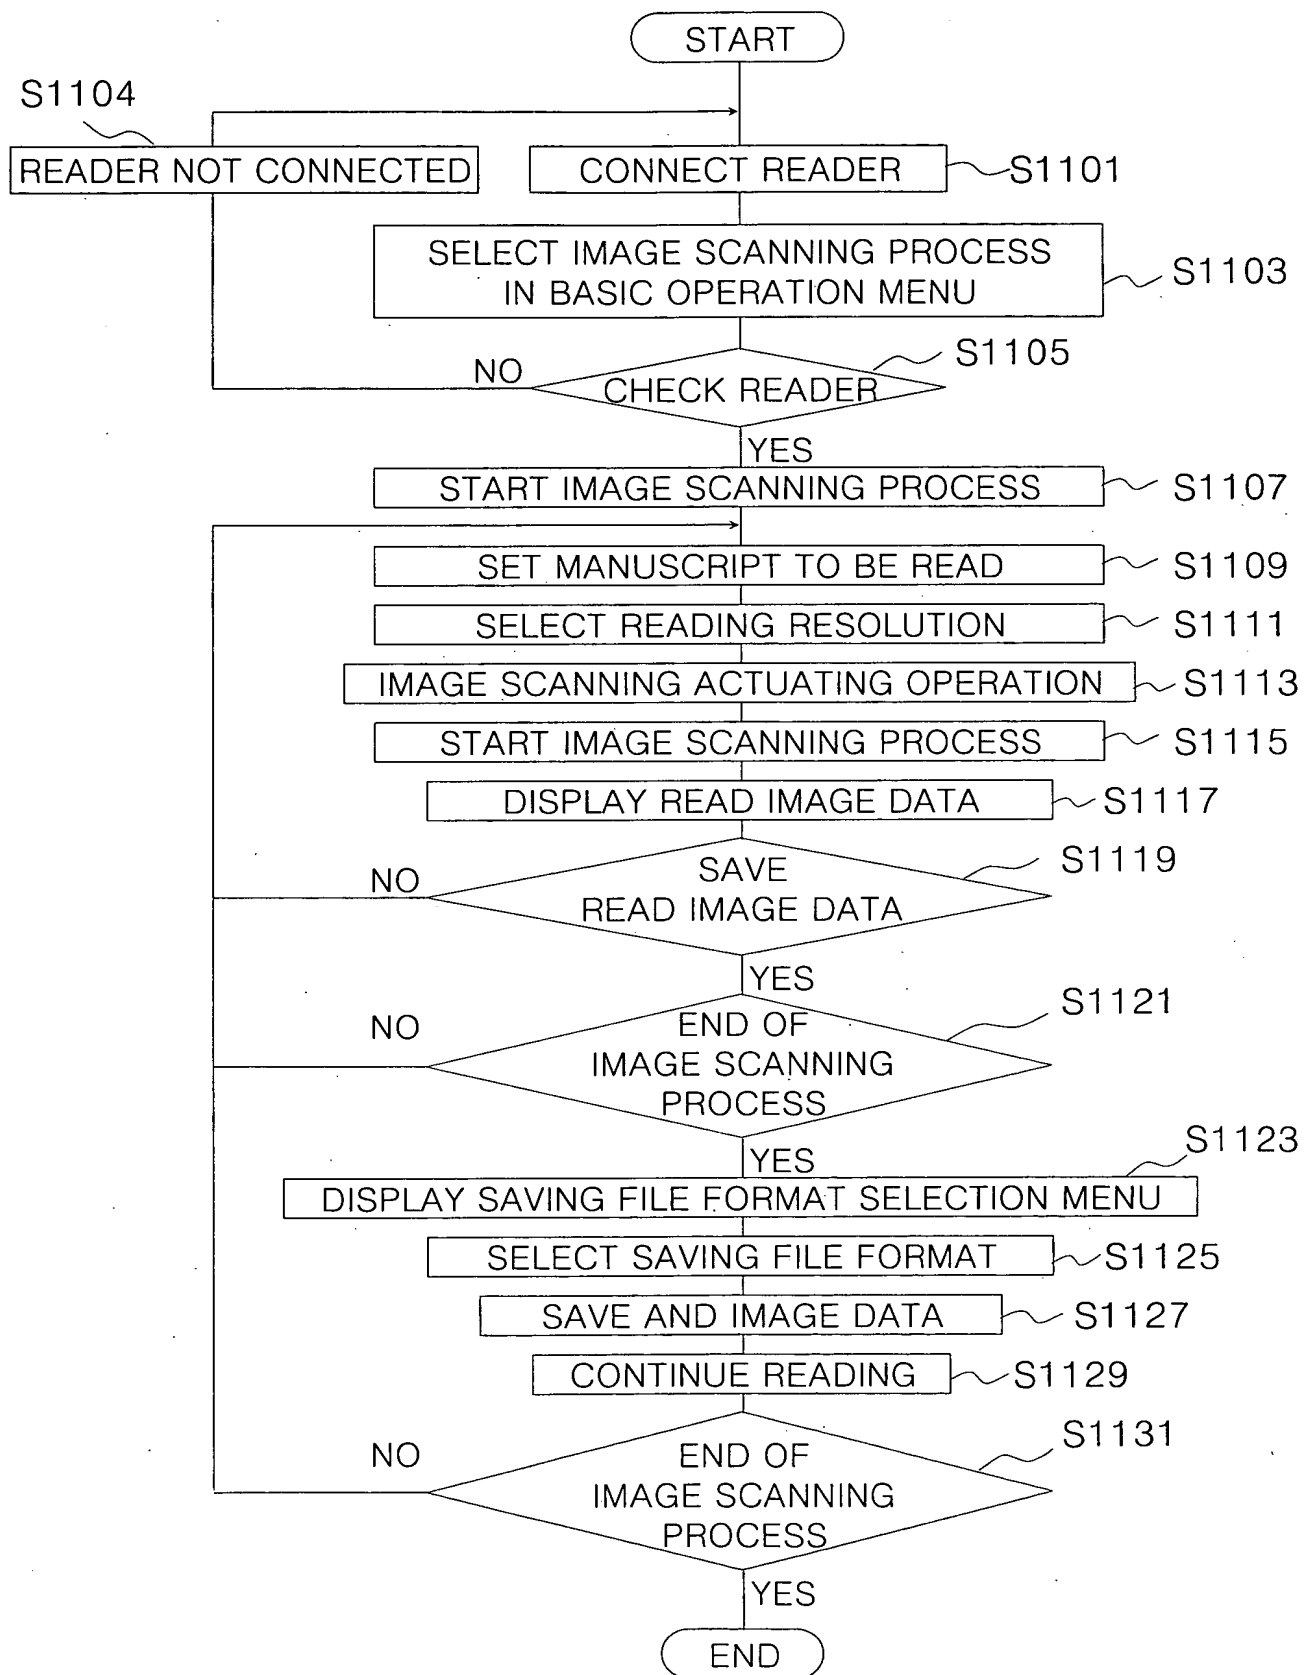 START
S1104
READER NOT CONNECTED
CONNECT READER
S1101
SELECT IMAGE SCANNING PROCESS
IN BASIC OPERATION MENU
S1103
NO
CHECK READER
S1105
YES
START IMAGE SCANNING PROCESS
S1107
SET MANUSCRIPT TO BE READ
S1109
SELECT READING RESOLUTION
S1111
IMAGE SCANNING ACTUATING OPERATION
S1113
START IMAGE SCANNING PROCESS
S1115
DISPLAY READ IMAGE DATA
S1117
NO
SAVE
READ IMAGE DATA
S1119
YES
NO
END OF
IMAGE SCANNING
PROCESS
S1121
YES
S1123
DISPLAY SAVING FILE FORMAT SELECTION MENU
SELECT SAVING FILE FORMAT
S1125
SAVE AND IMAGE DATA
S1127
CONTINUE READING
S1129
NO
END OF
IMAGE SCANNING
PROCESS
S1131
YES
END